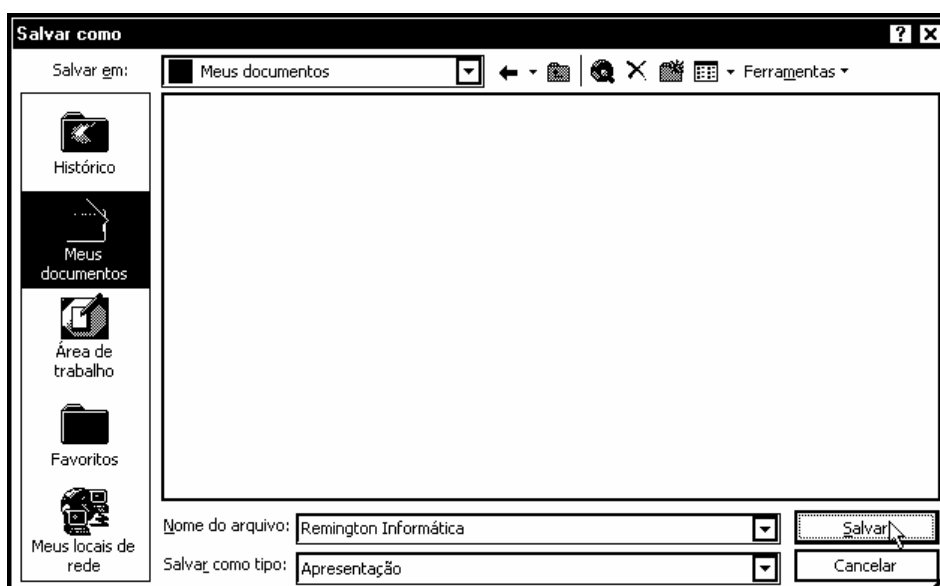 Salvar como
Salvar em:
Meus documentos
Ferramentas
Histórico
Meus
documentos
Área de
trabalho
Favoritos
Meus locais de
rede
Nome do arquivo:
Remington Informática
Salvar
Salvar como tipo:
Apresentação
Cancelar